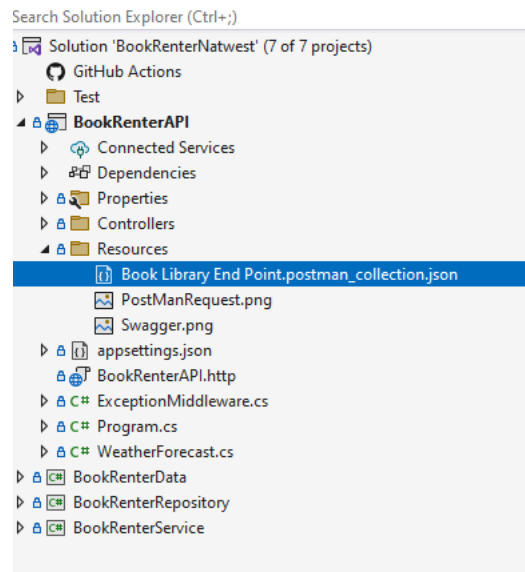 Search Solution Explorer (Ctrl+;)
Solution 'BookRenterNatwest' (7 of 7 projects)
GitHub Actions
Test
BookRenterAPI
Connected Services
Dependencies
Properties
Controllers
Resources
Book Library End Point.postman_collection.json
PostManRequest.png
Swagger.png
appsettings.json
BookRenterAPI.http
C# ExceptionMiddleware.cs
C# Program.cs
C# WeatherForecast.cs
C# BookRenterData
C# BookRenterRepository
C# BookRenterService